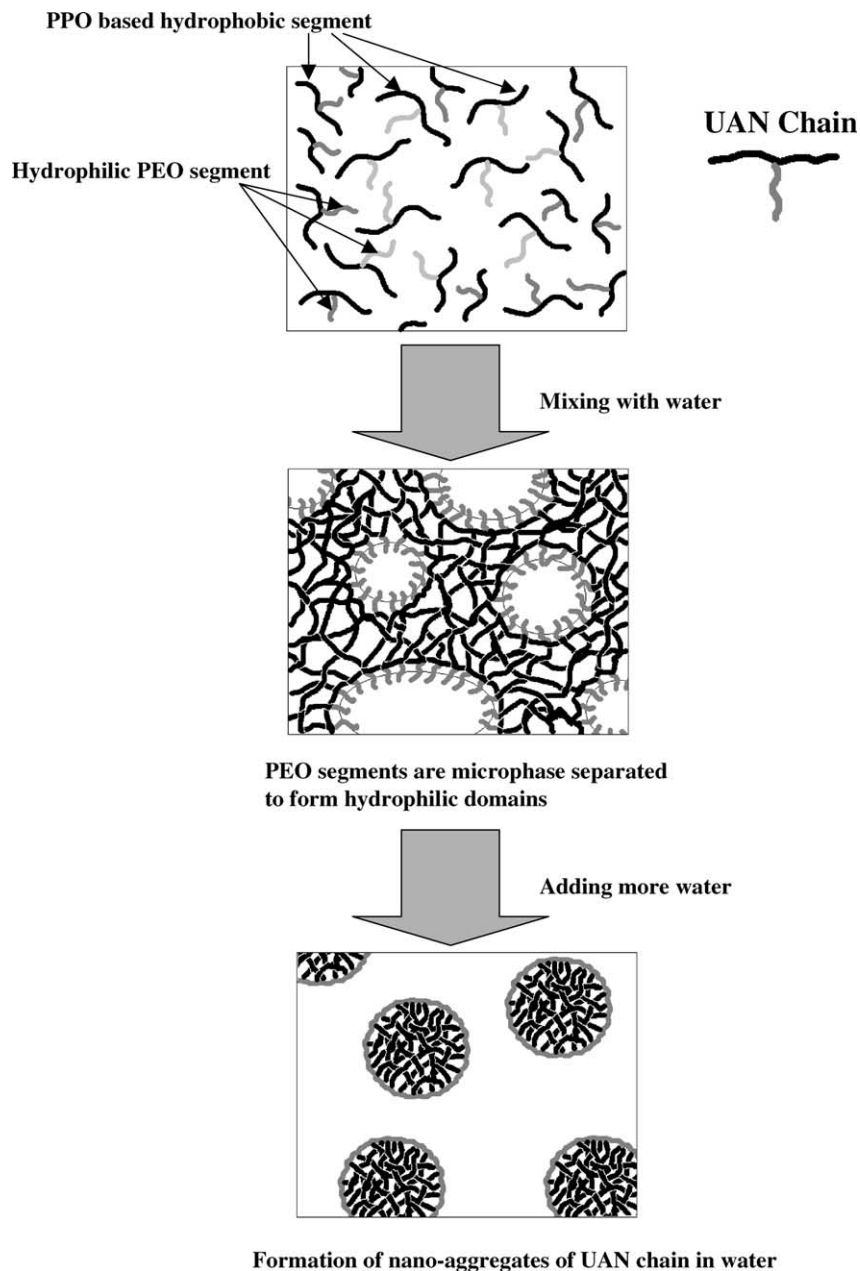 PPO based hydrophobic segment
UAN Chain
Hydrophilic PEO segment
Mixing with water
PEO segments are microphase separated
to form hydrophilic domains
Adding more water
Formation of nano-aggregates of UAN chain in water